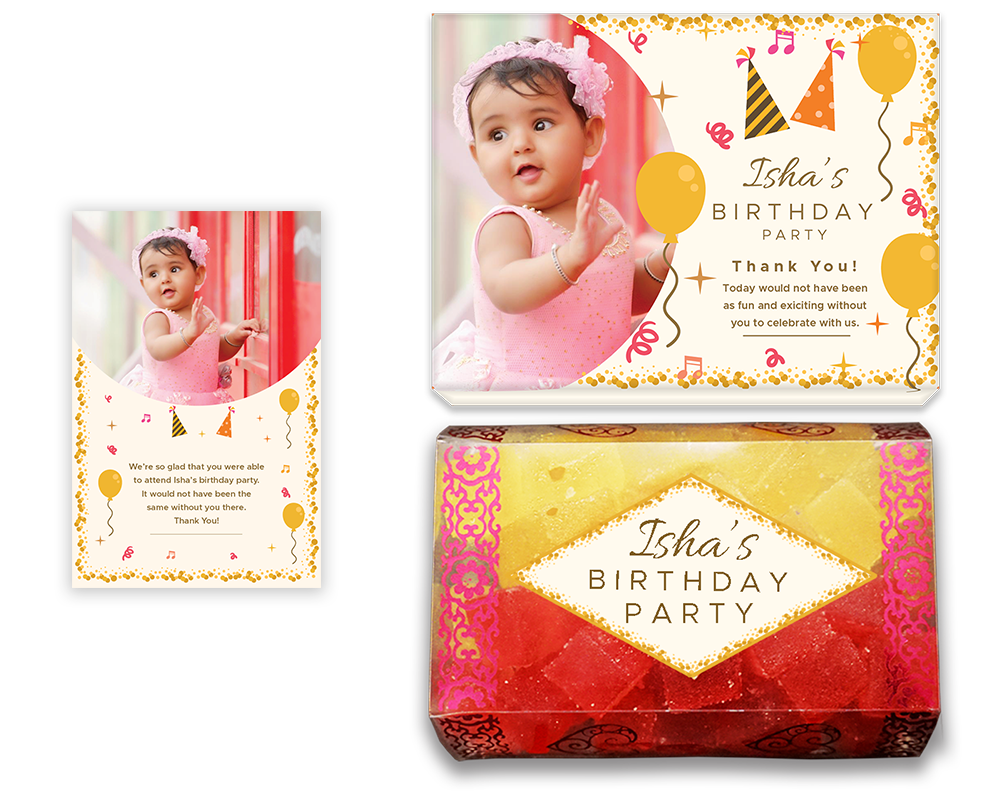 We're so glad that you were able
to attend Isha's birthday party.
It would not have been the
same without you there.
Thank You!
Isha's
BIRTHDAY
PARTY
Thank You!
Today would not have been
as fun and exiciting without
you to celebrate with us.
Isha's
BIRTHDAY
PARTY